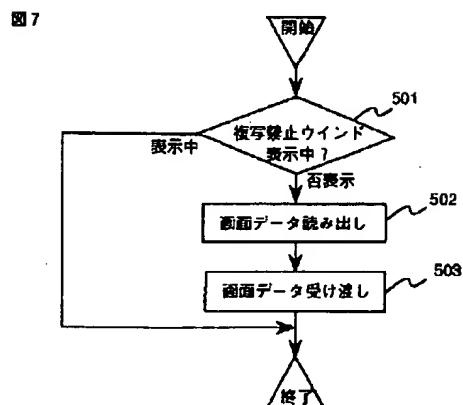 図7
開始
501
複写禁止ウインド
表示中?
表示中
否表示
502
画面データ読み出し
503
画面データ受け渡し
終了